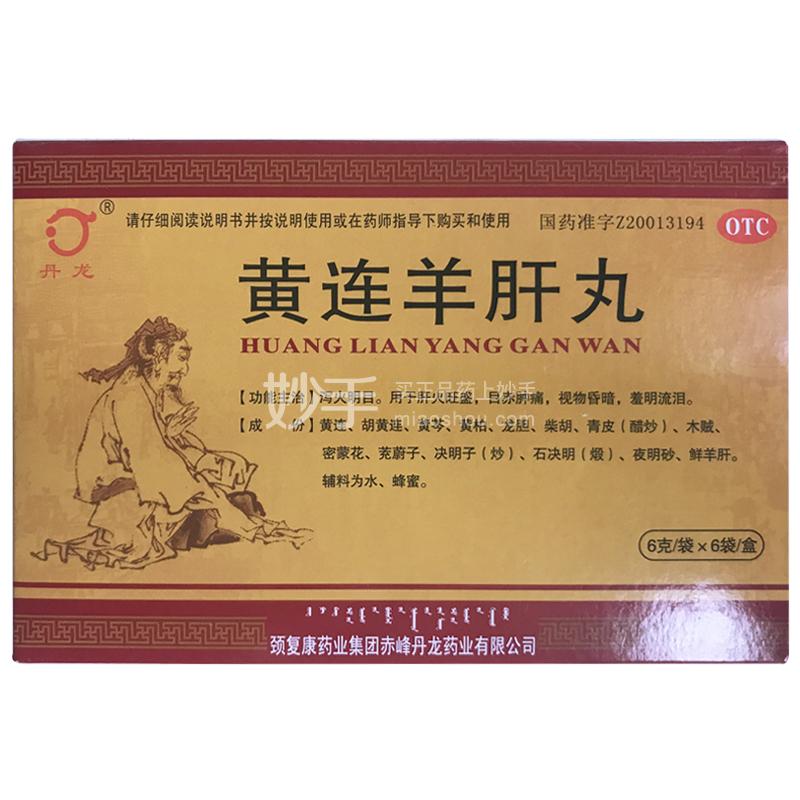 ®
丹龙
请仔细阅读说明书并按说明使用或在药师指导下购买和使用
国药准字Z20013194
OTC
黄连羊肝丸
HUANG LIAN YANG GAN WAN
【功能主治】泻火明目。用于肝火旺盛，目赤肿痛，视物昏暗，羞明流泪。
【成份】黄连、胡黄连、黄芩、黄柏、龙胆、柴胡、青皮（醋炒）、木贼、
密蒙花、茺蔚子、决明子（炒）、石决明（煅）、夜明砂、鲜羊肝。
辅料为水、蜂蜜。
妙手
买正品药上妙手
miaoshou.com
6克/袋×6袋/盒
颈复康药业集团赤峰丹龙药业有限公司